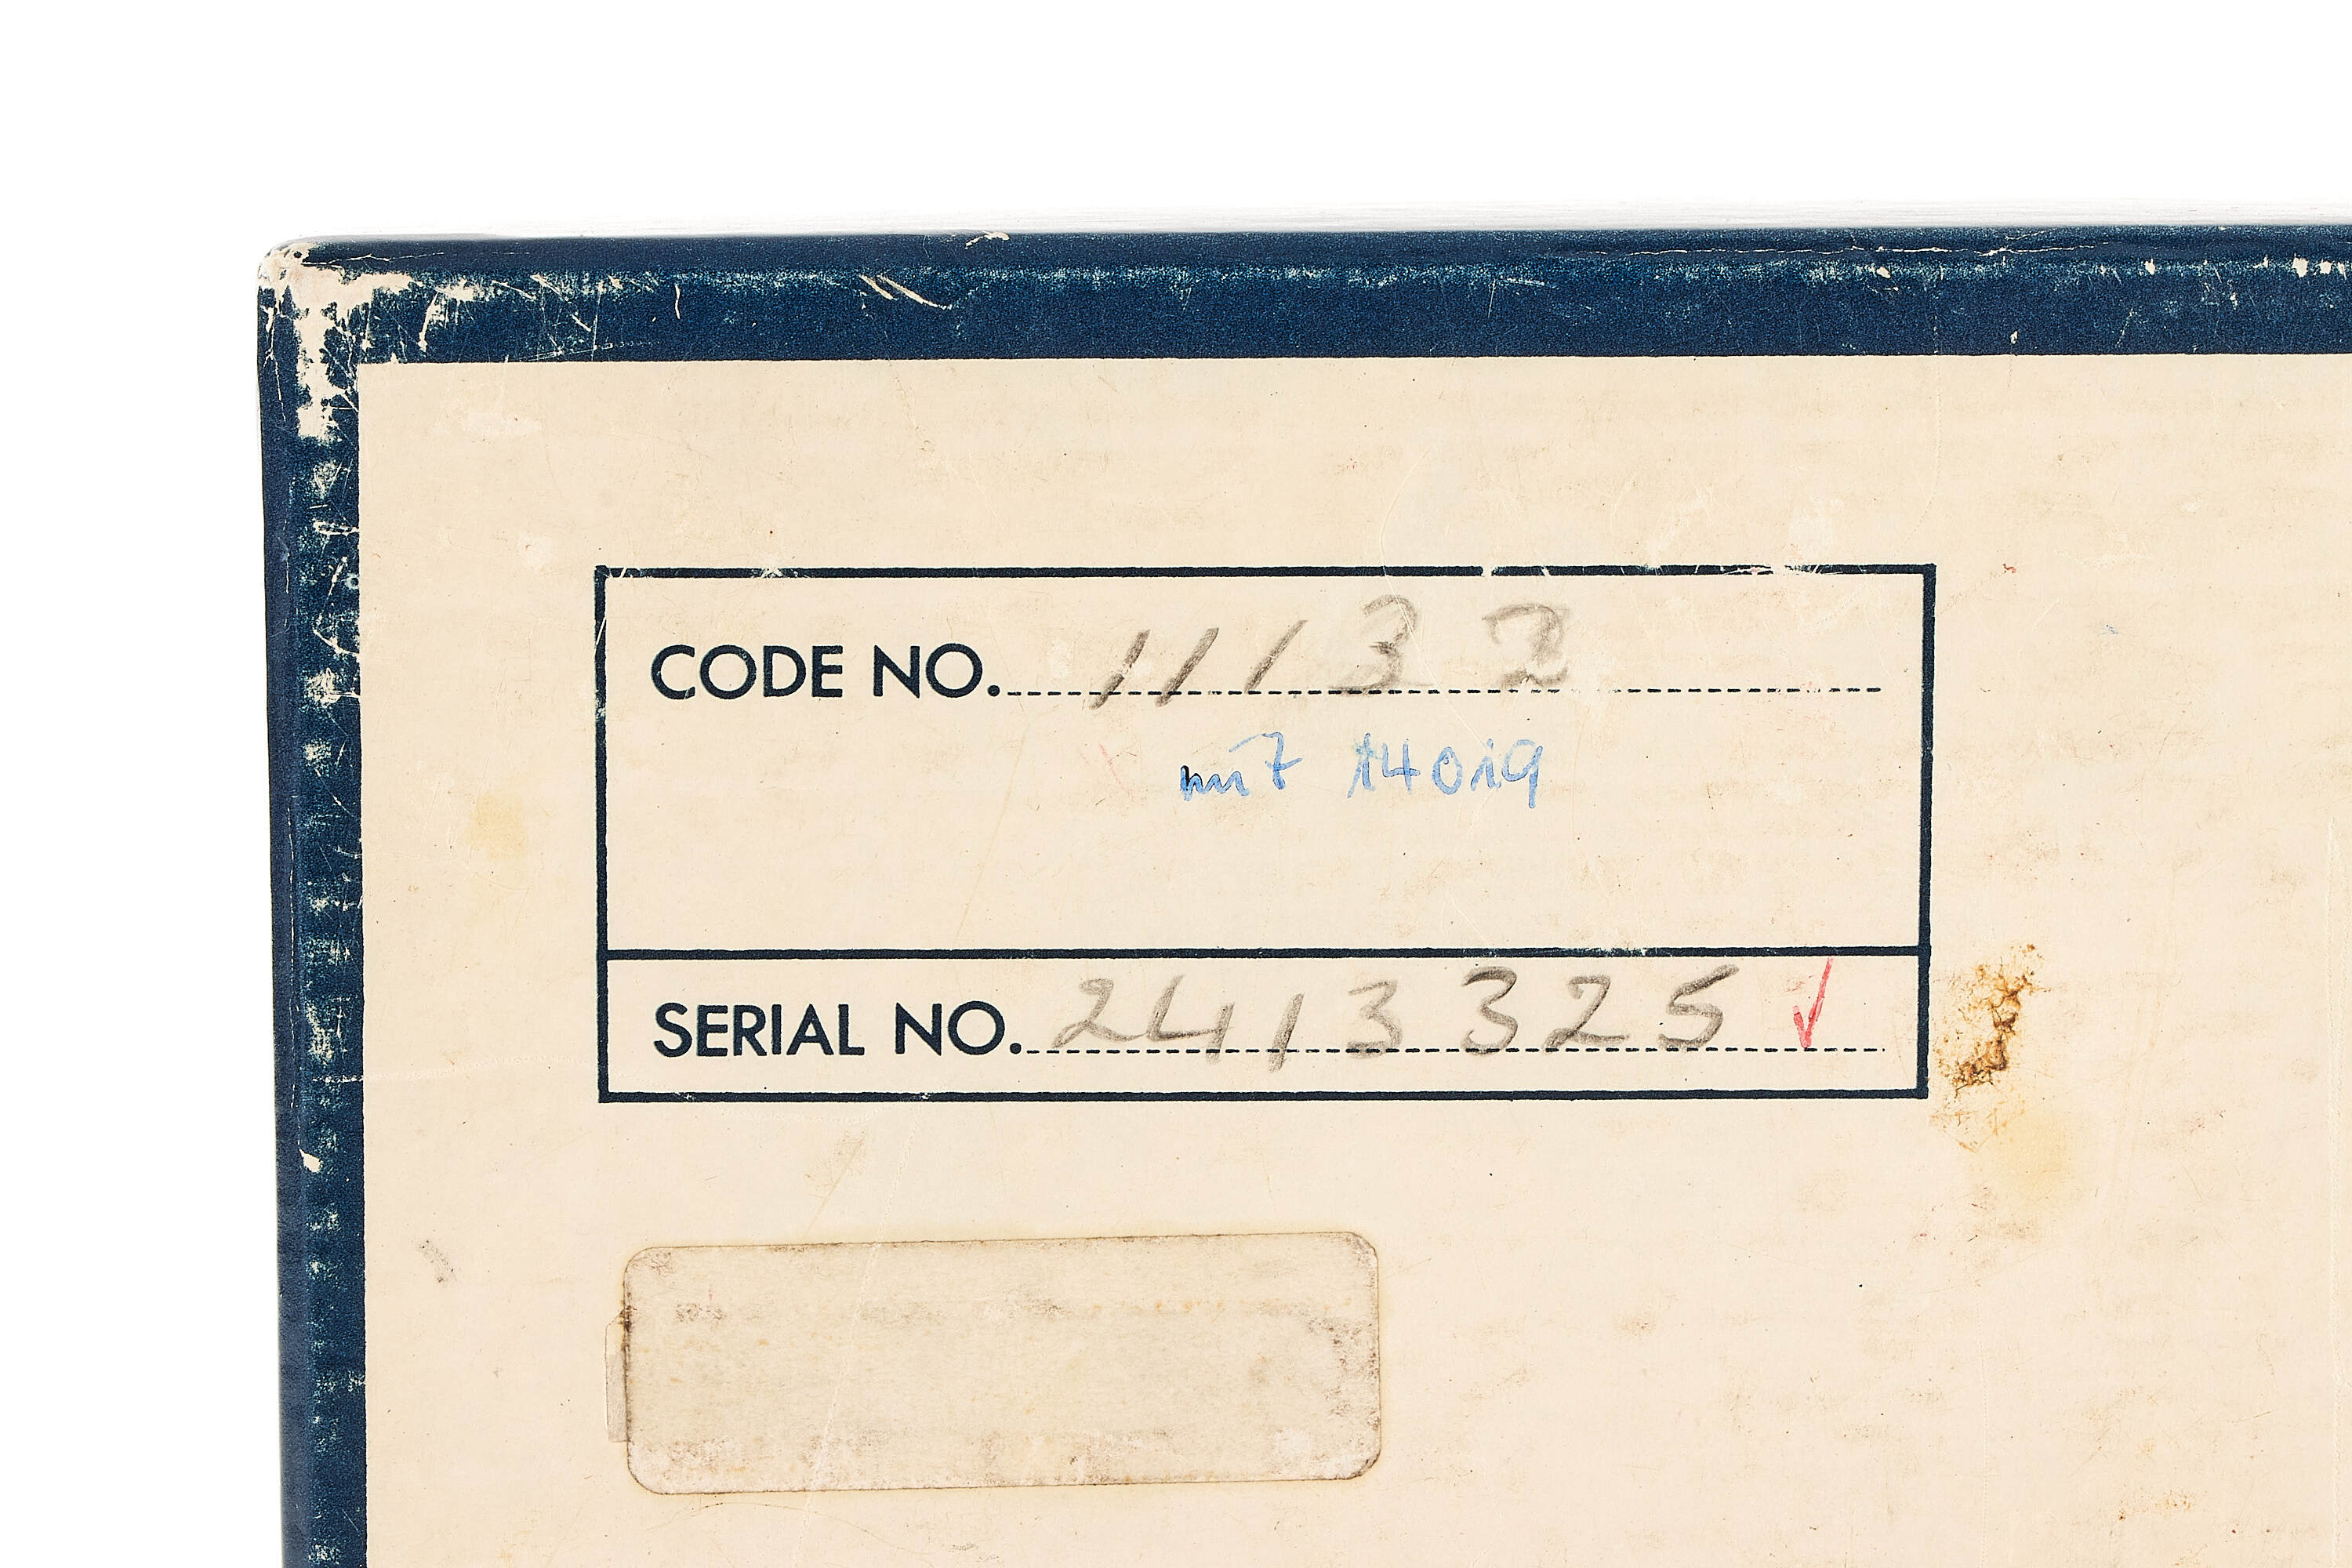 CODE NO. 11132
mit 14019
SERIAL NO. 2413325 ✓